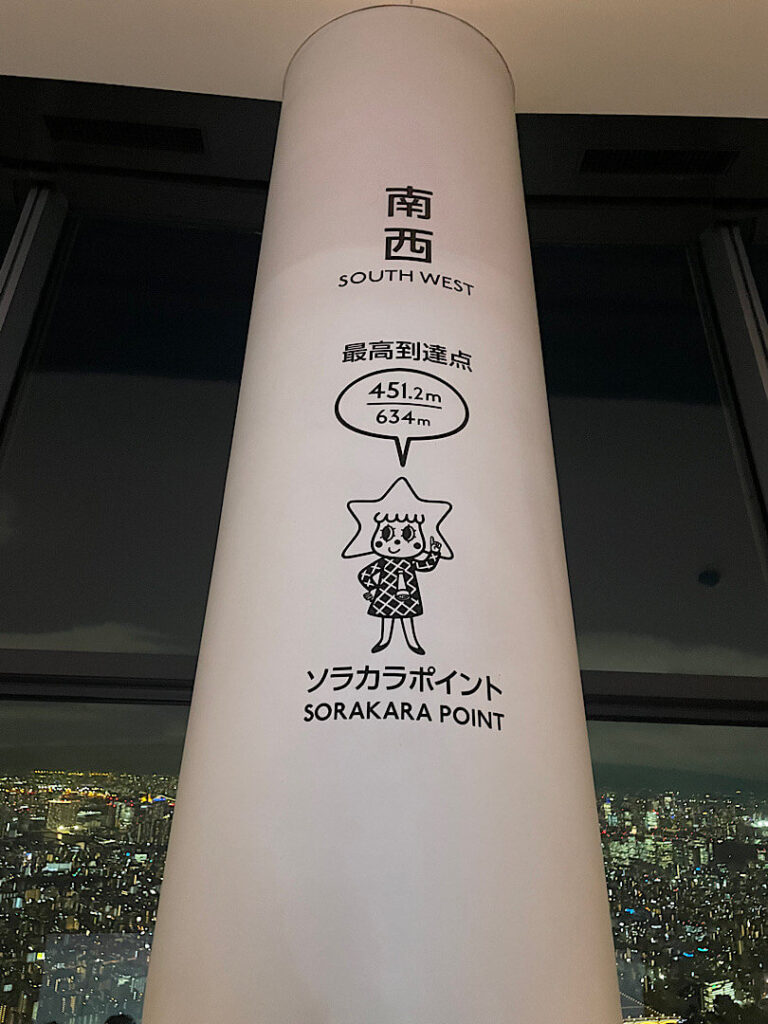 南
西
SOUTH WEST
最高到達点
451.2m
634m
ソラカラポイント
SORAKARA POINT